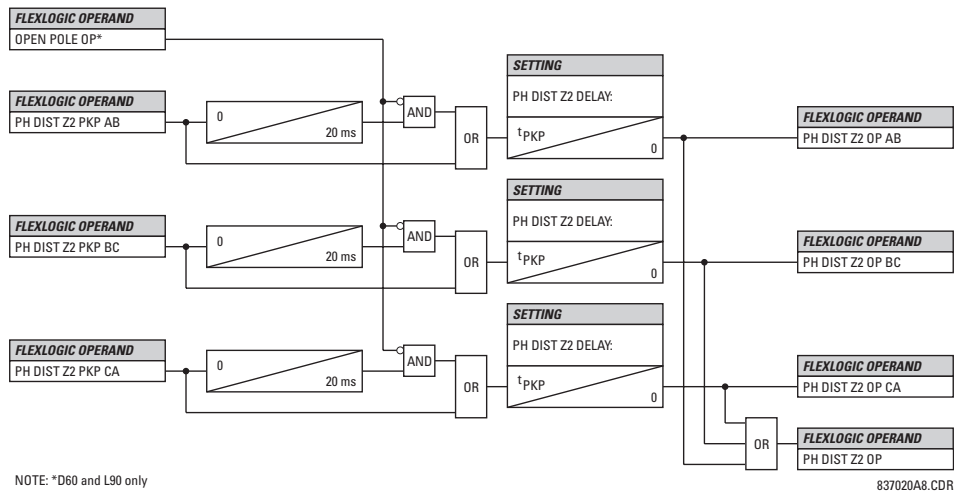 FLEXLOGIC OPERAND
OPEN POLE OP*
FLEXLOGIC OPERAND
PH DIST Z2 PKP AB
0
20 ms
AND
OR
SETTING
PH DIST Z2 DELAY:
tPKP
0
FLEXLOGIC OPERAND
PH DIST Z2 OP AB
FLEXLOGIC OPERAND
PH DIST Z2 PKP BC
0
20 ms
AND
OR
SETTING
PH DIST Z2 DELAY:
tPKP
0
FLEXLOGIC OPERAND
PH DIST Z2 OP BC
FLEXLOGIC OPERAND
PH DIST Z2 PKP CA
0
20 ms
AND
OR
SETTING
PH DIST Z2 DELAY:
tPKP
0
FLEXLOGIC OPERAND
PH DIST Z2 OP CA
OR
FLEXLOGIC OPERAND
PH DIST Z2 OP
NOTE: *D60 and L90 only
837020A8.CDR